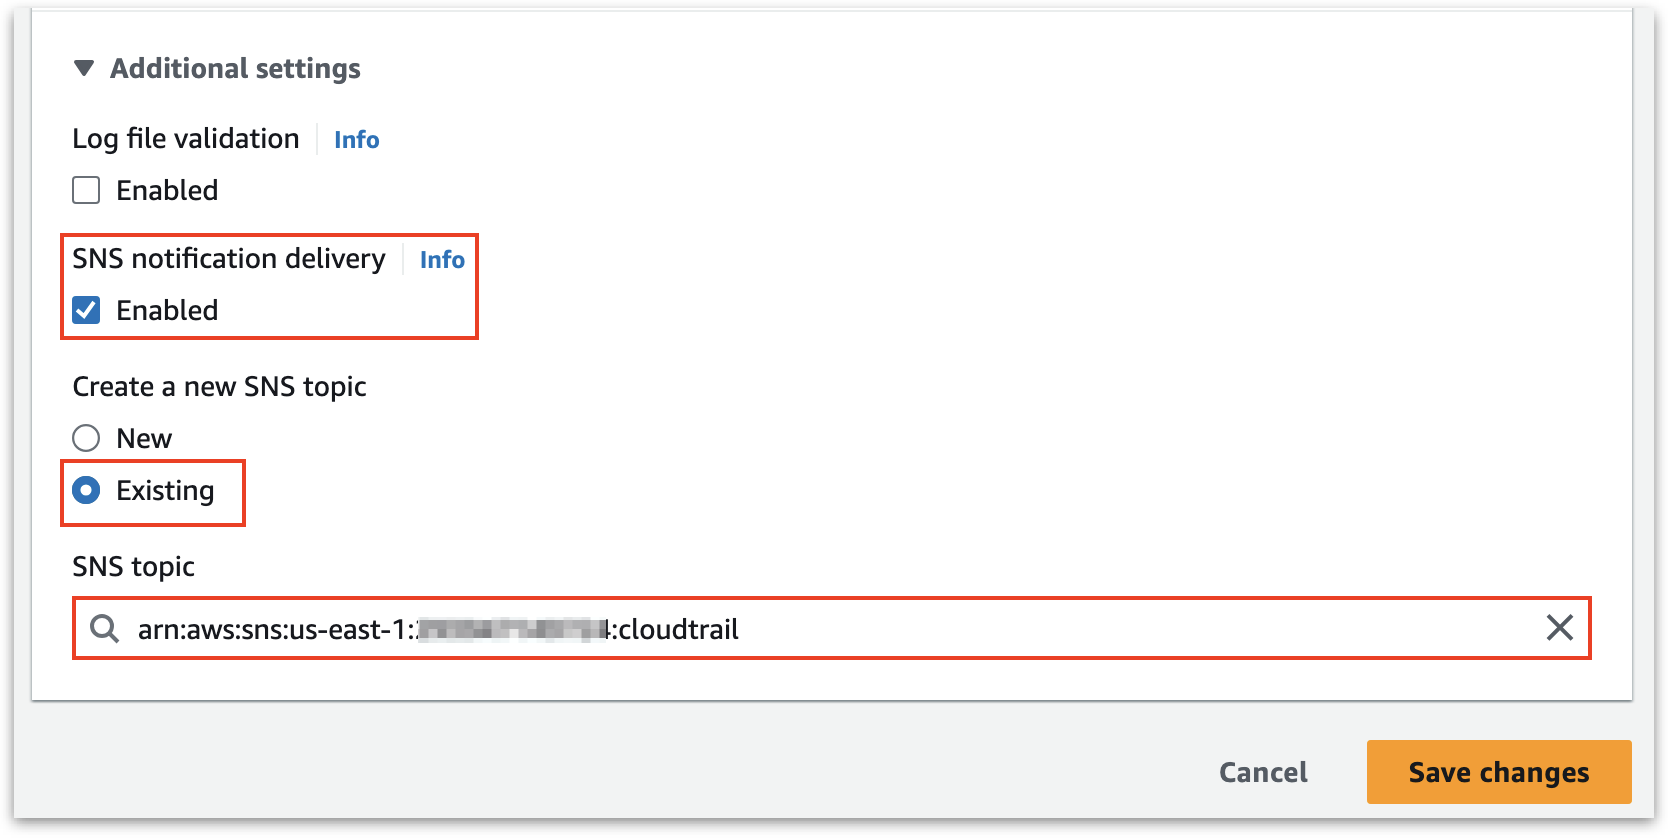 Additional settings
Log file validation Info
Enabled
SNS notification delivery Info
Enabled
Create a new SNS topic
New
Existing
SNS topic
arn:aws:sns:us-east-1: :cloudtrail
Cancel Save changes